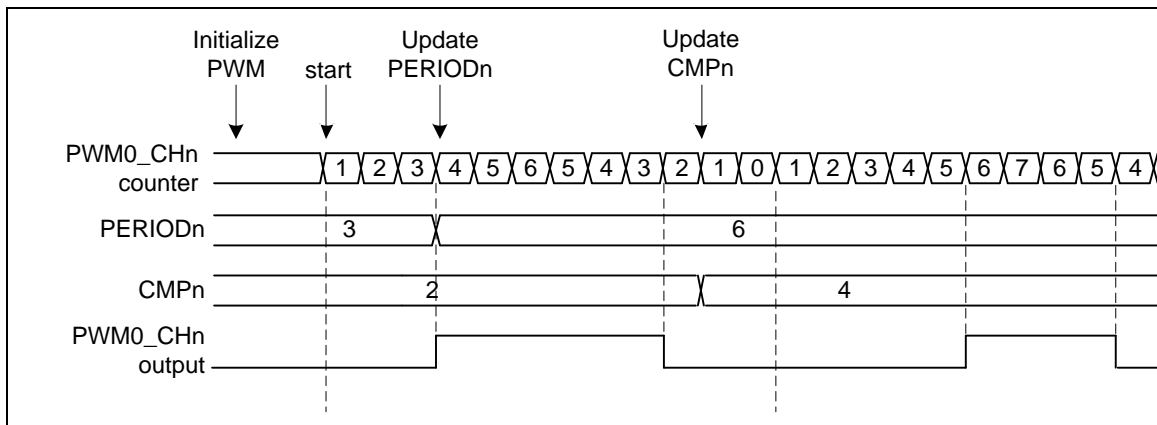 Initialize
PWM
start
Update
PERIODn
Update
CMPn
PWM0_CHn
counter
1 2 3 4 5 6 5 4 3 2 1 0 1 2 3 4 5 6 7 6 5 4
PERIODn
3 6
CMPn
2 4
PWM0_CHn
output